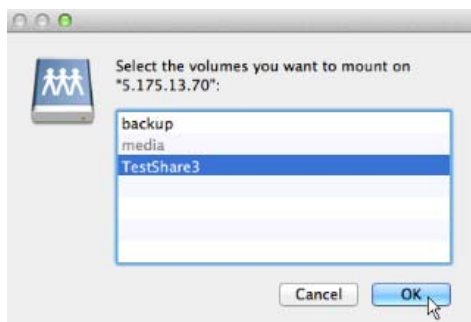 Select the volumes you want to mount on
"5.175.13.70":
backup
media
TestShare3
Cancel
OK